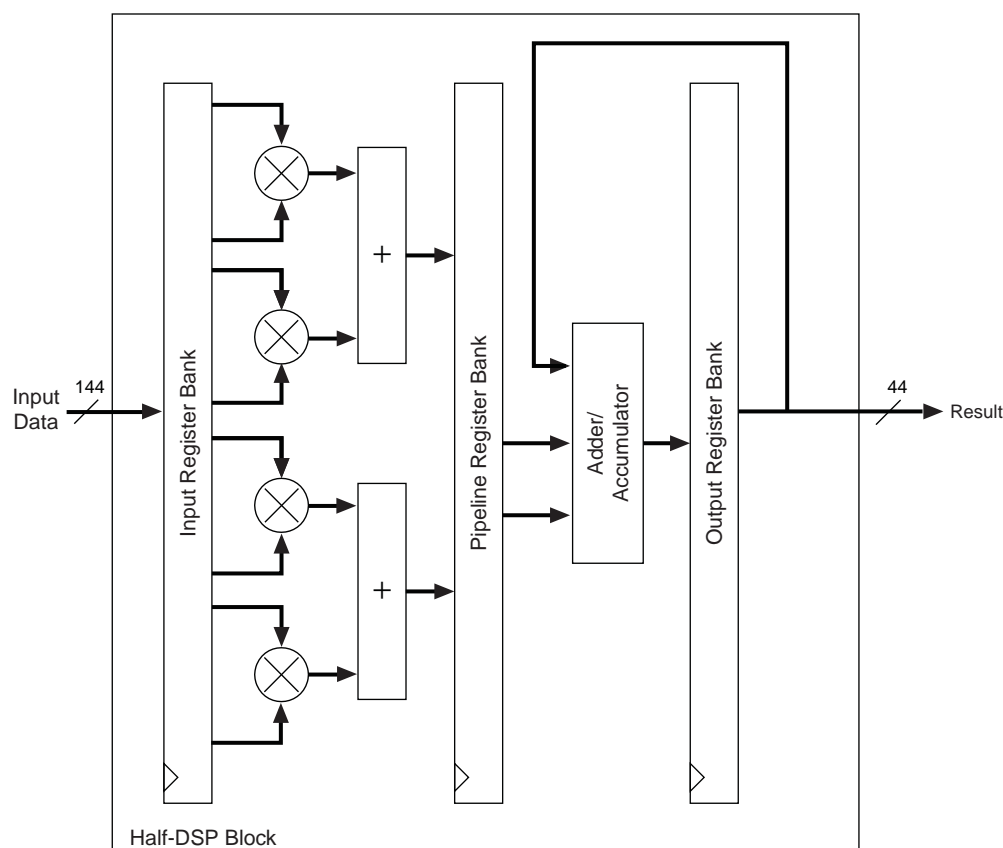 Input
Data
144
Input Register Bank
+
+
Pipeline Register Bank
Adder/
Accumulator
Output Register Bank
44
Result
Half-DSP Block